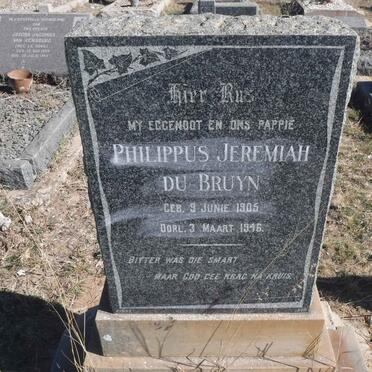 Hier Rus
MY EGGENOOT EN ONS PAPPIE
PHILIPPUS JEREMIAH
DU BRUYN
GEB. 9 JUNIE 1905
OORL. 3 MAART 1946.
BITTER WAS DIE SMART
MAAR GOD GEE KRAG NA KRUIS.